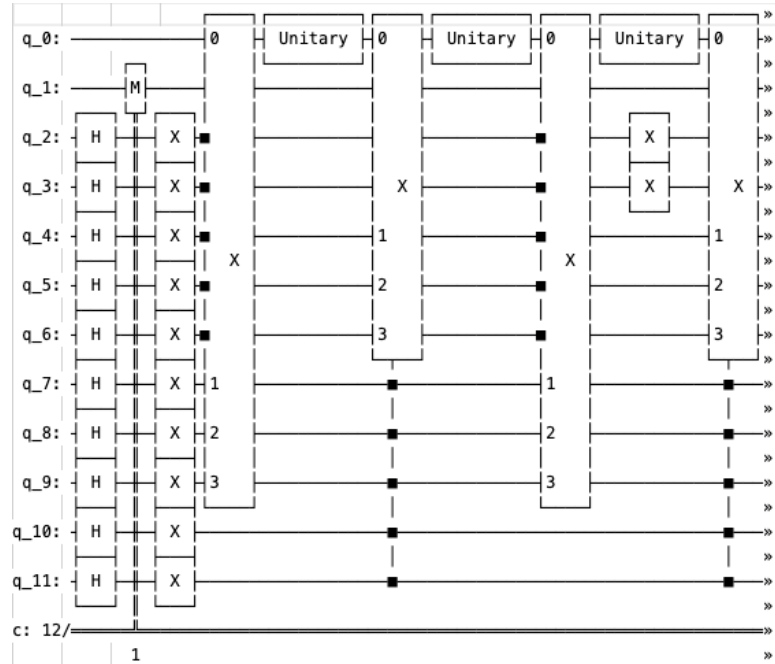 »
q_0: 0 Unitary 0 Unitary 0 Unitary 0 »
»
q_1: M »
»
q_2: H X X »
»
q_3: H X X X X »
»
q_4: H X 1 1 »
X X »
q_5: H X 2 2 »
»
q_6: H X 3 3 »
»
q_7: H X 1 1 »
»
q_8: H X 2 2 »
»
q_9: H X 3 3 »
»
q_10: H X »
»
q_11: H X »
»
c: 12/ »
1 »